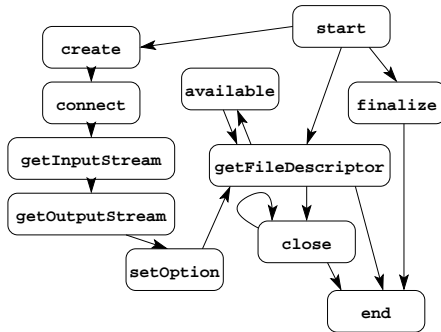 start
create
available
connect
finalize
getInputStream
getFileDescriptor
getOutputStream
close
setOption
end